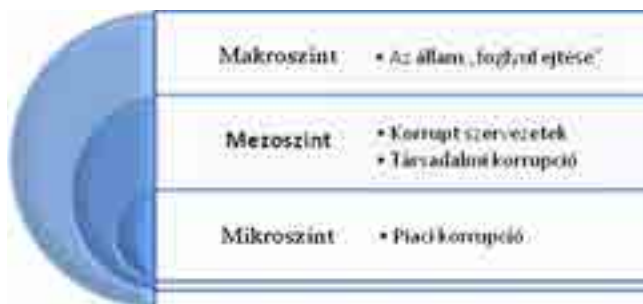 Makroszint
• Az állam „foglyul ejtése”
Mezoszint
• Korrupt szervezetek
• Társadalmi korrupció
Mikroszint
• Piaci korrupció